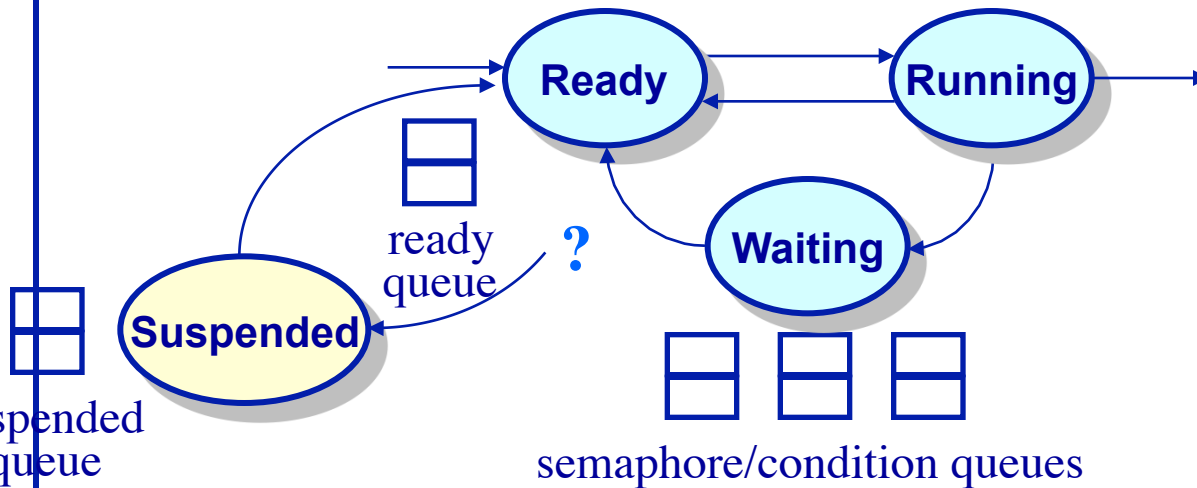 Ready
Running
ready
queue
?
Waiting
Suspended
spended
queue
semaphore/condition queues